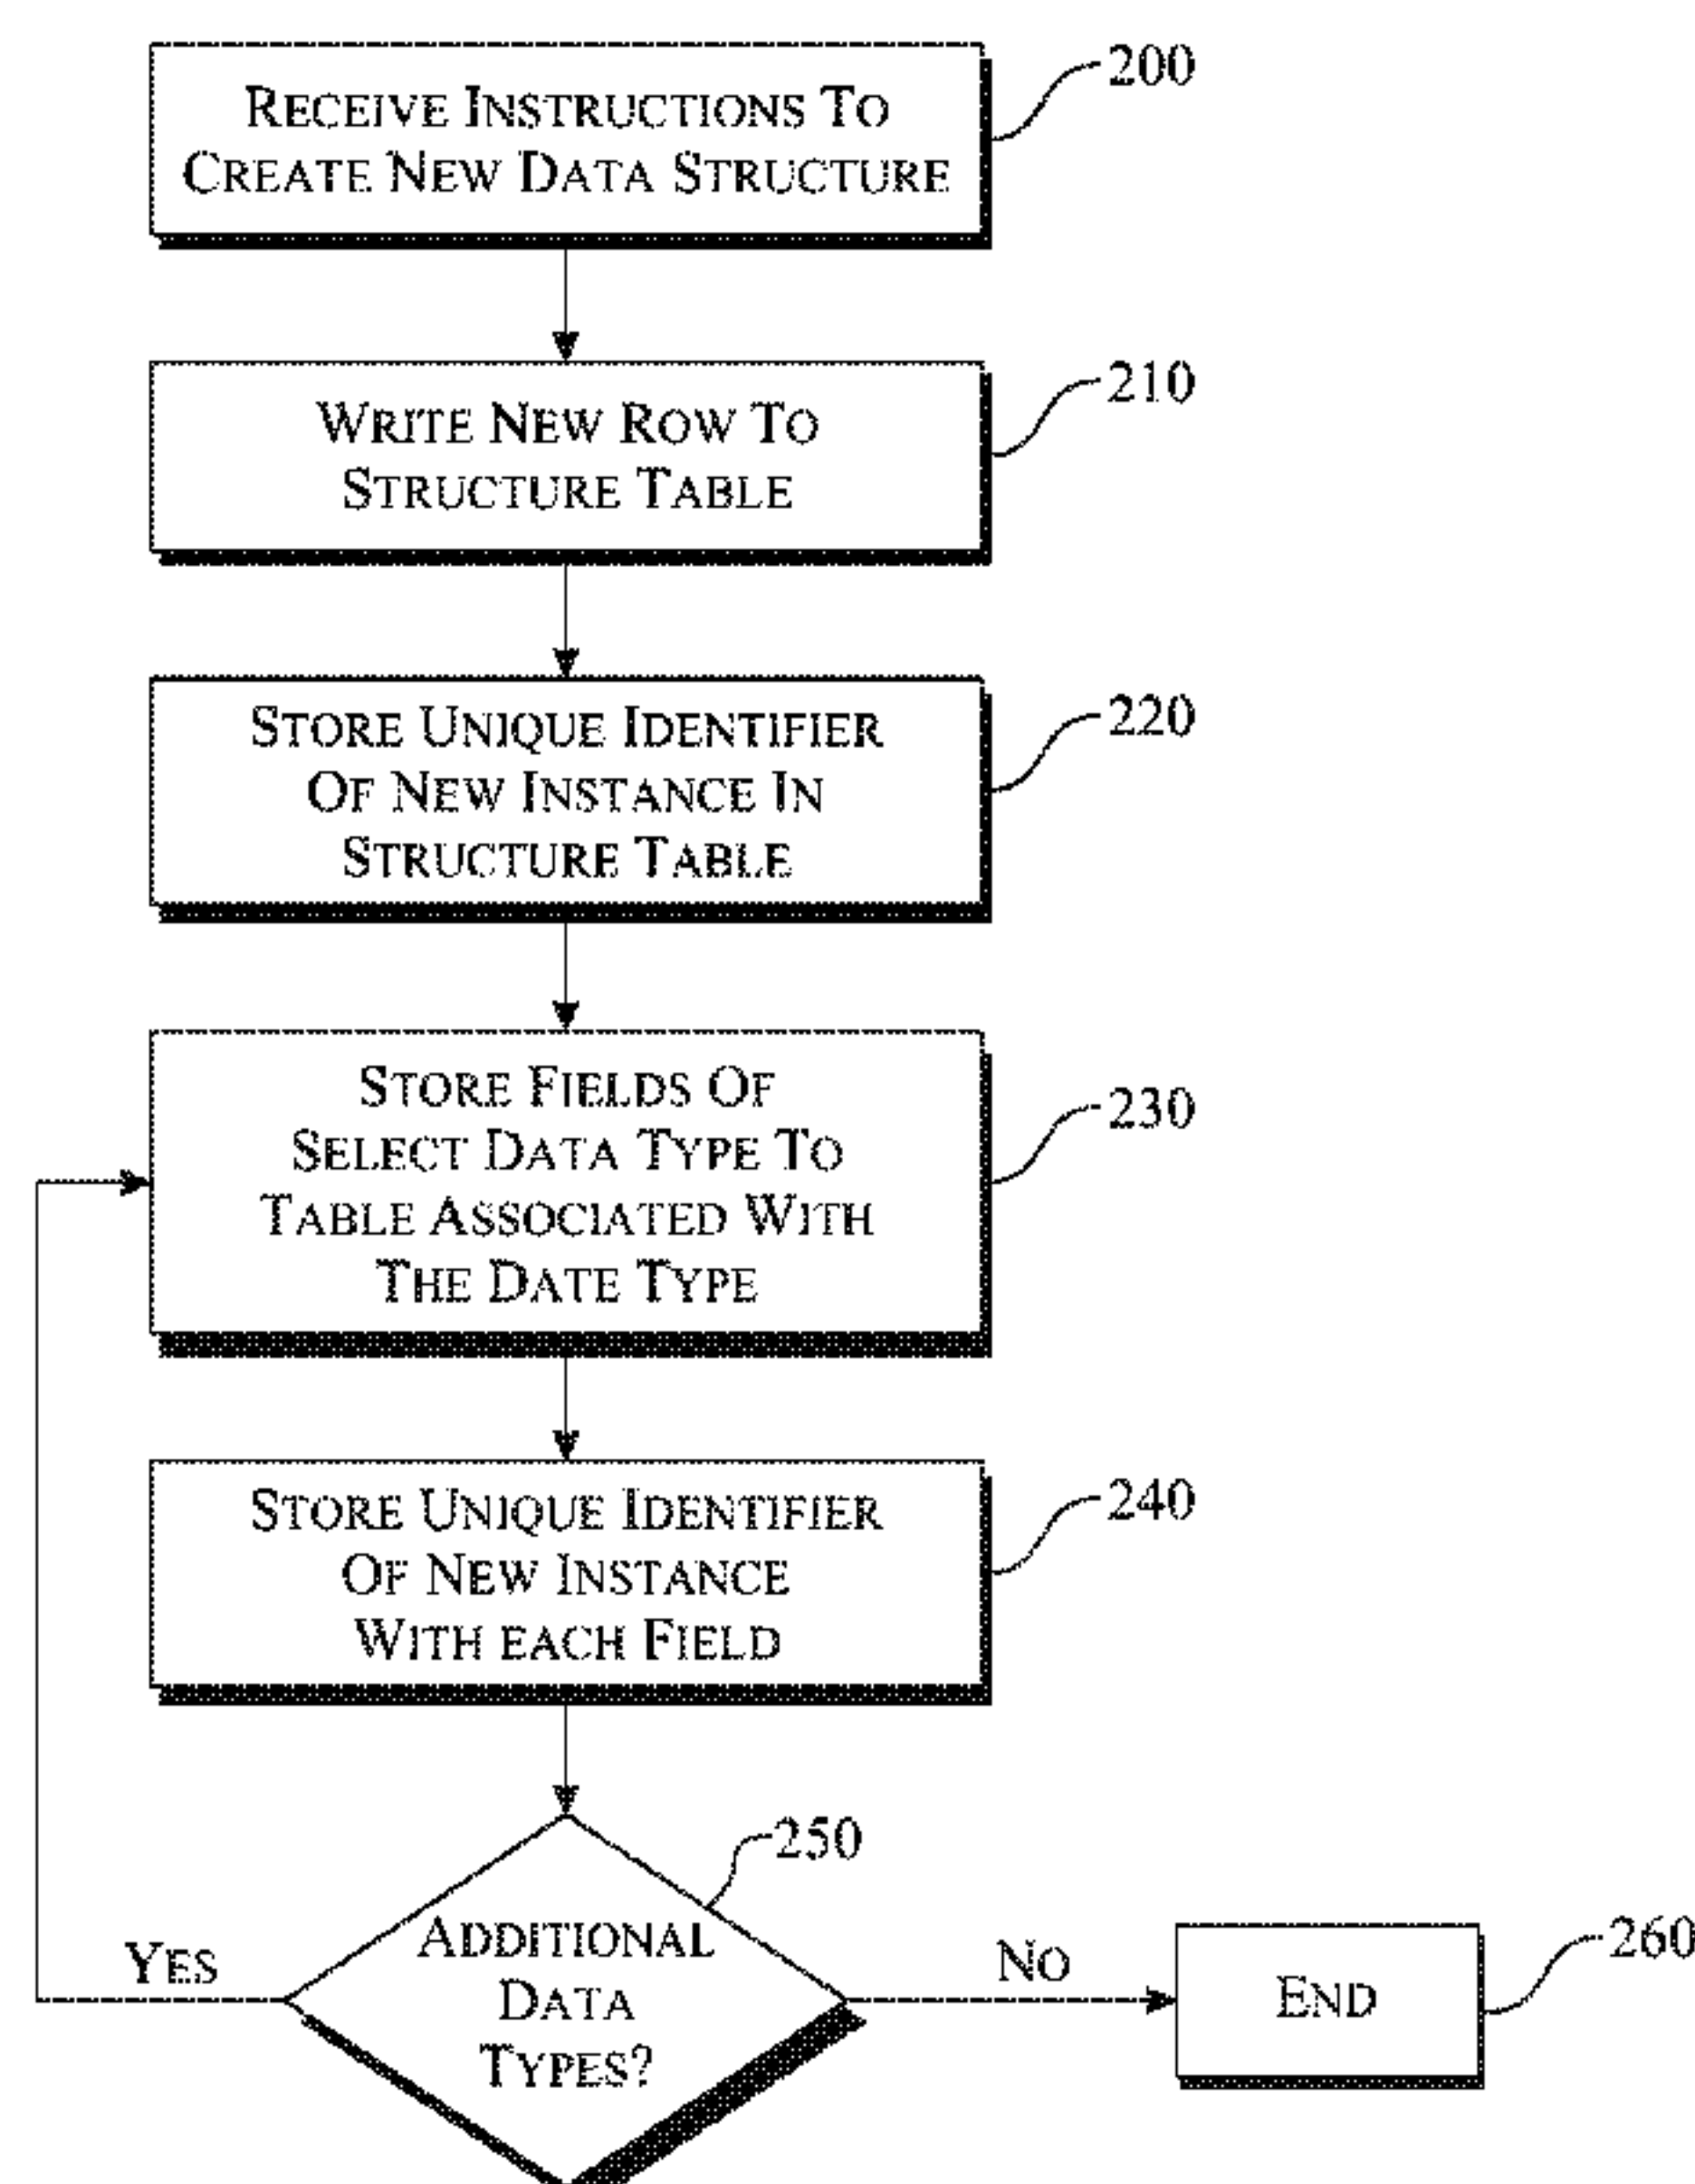 RECEIVE INSTRUCTIONS TO
CREATE NEW DATA STRUCTURE
200
WRITE NEW ROW TO
STRUCTURE TABLE
210
STORE UNIQUE IDENTIFIER
OF NEW INSTANCE IN
STRUCTURE TABLE
220
STORE FIELDS OF
SELECT DATA TYPE TO
TABLE ASSOCIATED WITH
THE DATE TYPE
230
STORE UNIQUE IDENTIFIER
OF NEW INSTANCE
WITH EACH FIELD
240
ADDITIONAL
DATA
TYPES?
250
YES
NO
END
260